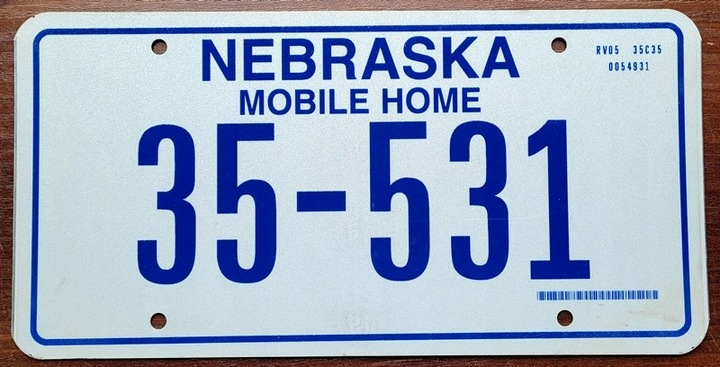 NEBRASKA
RV05 35C35
0054931
MOBILE HOME
35-531